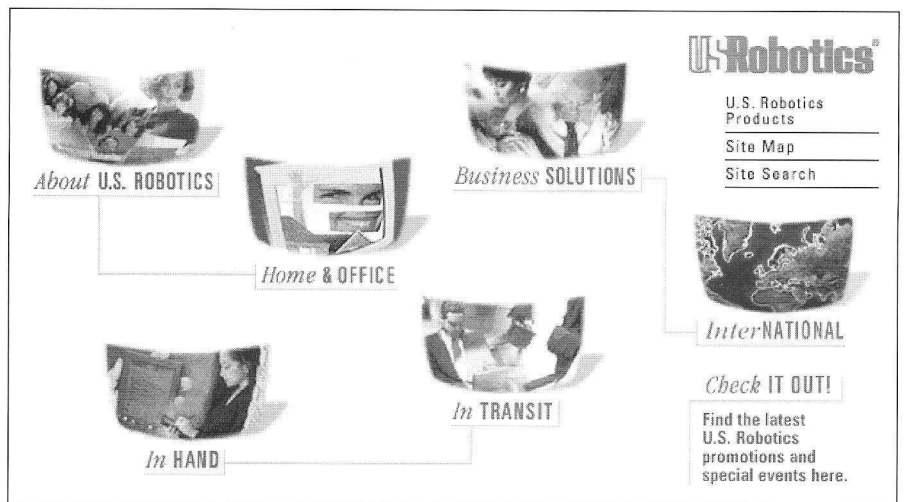 USRobotics®
U.S. Robotics
Products
Site Map
Site Search
About U.S. ROBOTICS
Business SOLUTIONS
Home & OFFICE
InterNATIONAL
In TRANSIT
In HAND
Check IT OUT!
Find the latest
U.S. Robotics
promotions and
special events here.